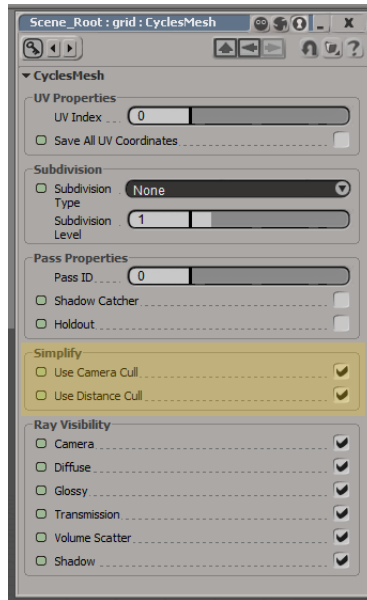 Scene_Root : grid : CyclesMesh
CyclesMesh
UV Properties
UV Index 0
Save All UV Coordinates
Subdivision
Subdivision Type None
Subdivision Level 1
Pass Properties
Pass ID 0
Shadow Catcher
Holdout
Simplify
Use Camera Cull
Use Distance Cull
Ray Visibility
Camera
Diffuse
Glossy
Transmission
Volume Scatter
Shadow